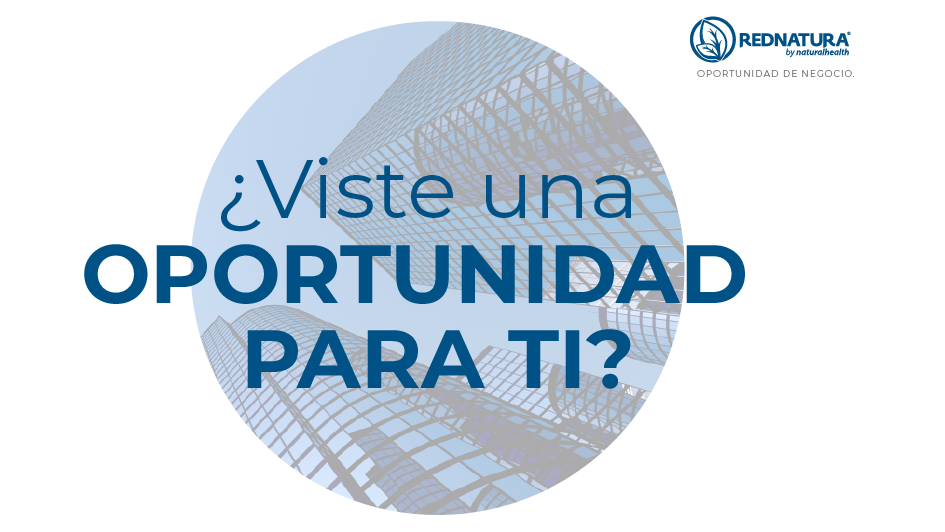 REDNATURA®
by naturalhealth
OPORTUNIDAD DE NEGOCIO.
¿Viste una
OPORTUNIDAD
PARA TI?